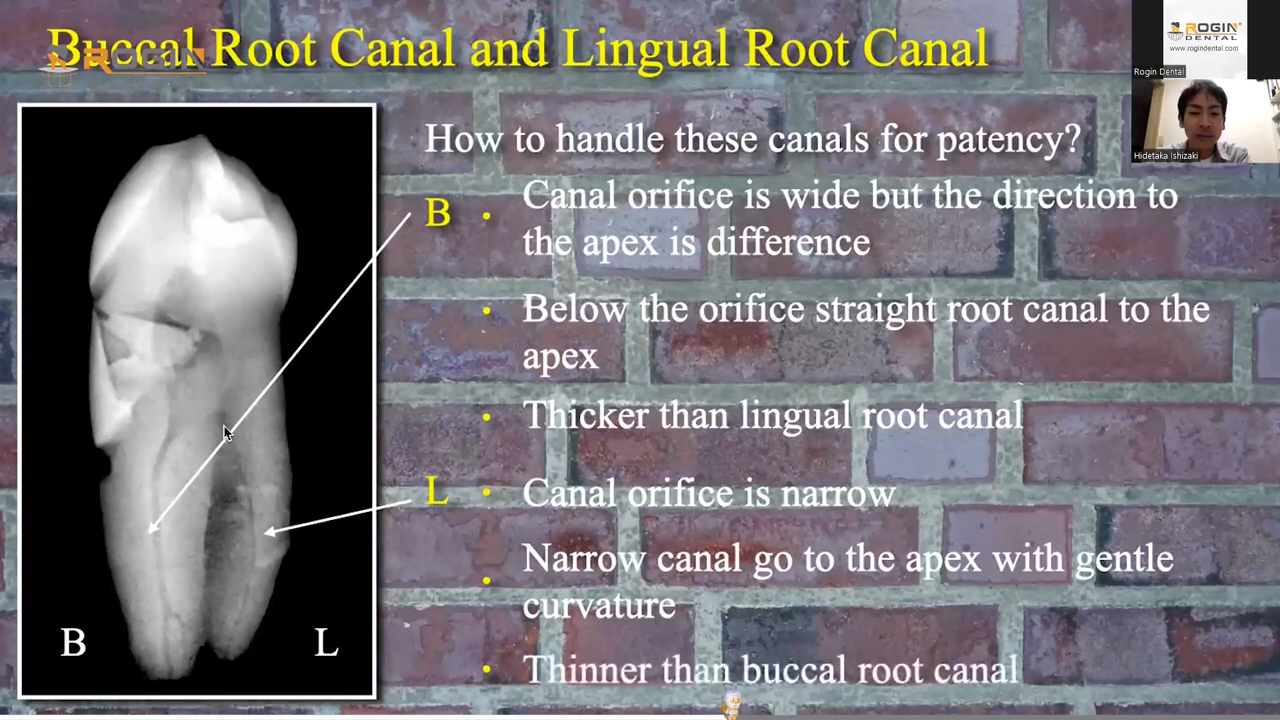 Buccal Root Canal and Lingual Root Canal
ROGIN
ROGIN
DENTAL
www.rogindental.com
Rogin Dental
Hidetaka Ishizaki
How to handle these canals for patency?
B • Canal orifice is wide but the direction to
the apex is difference
• Below the orifice straight root canal to the
apex
• Thicker than lingual root canal
L • Canal orifice is narrow
• Narrow canal go to the apex with gentle
curvature
• Thinner than buccal root canal
B L